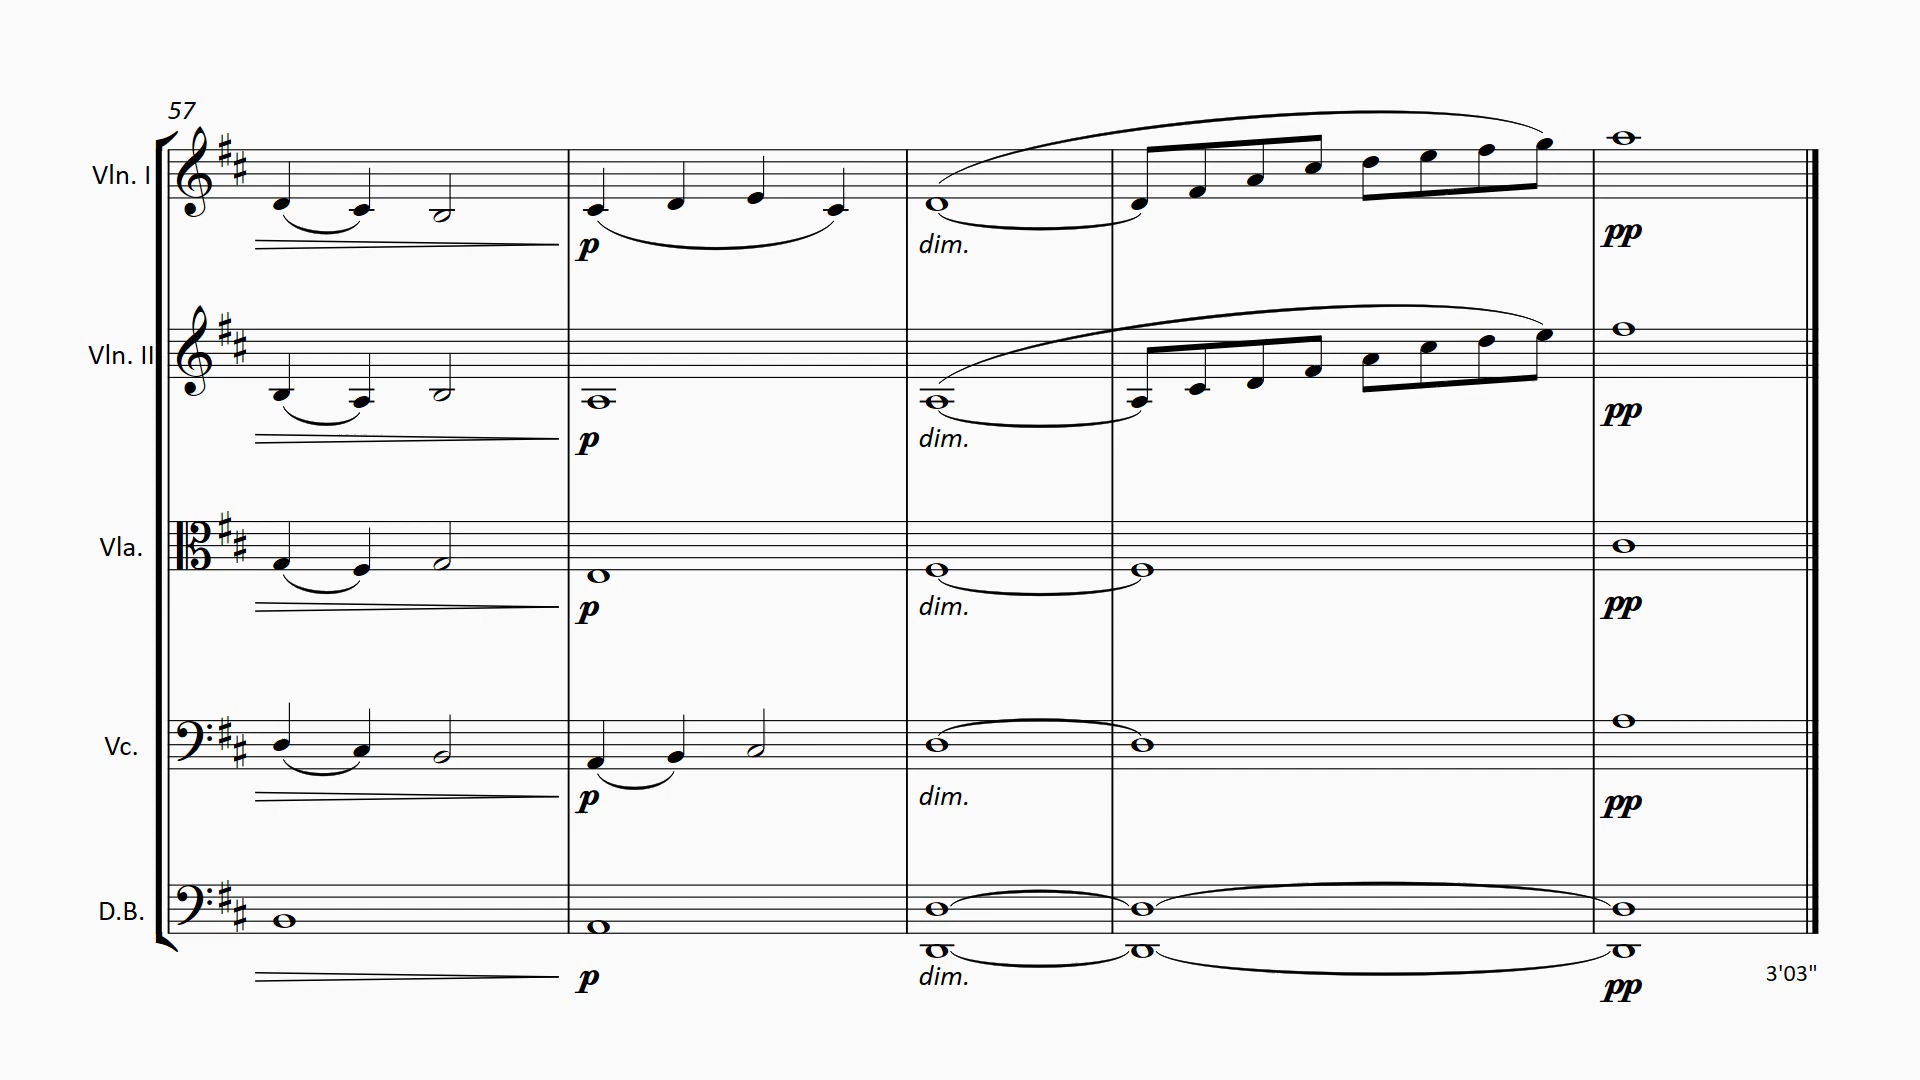 57
Vln. I
p dim. pp
Vln. II
p dim. pp
Vla.
p dim. pp
Vc.
p dim. pp
D.B.
p dim. pp
3'03"